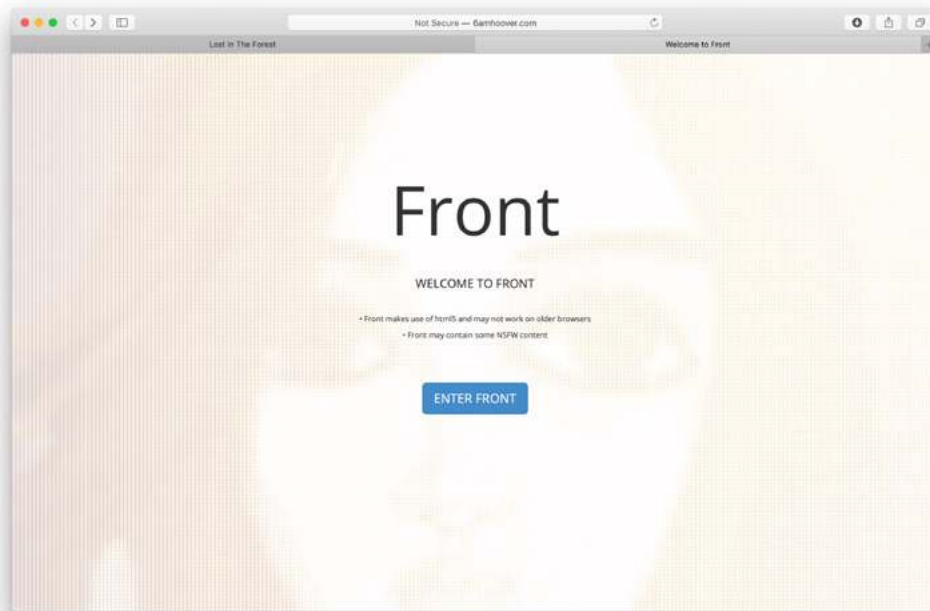 Not Secure — 6amhoover.com
Lost In The Forest
Welcome to Front
Front
WELCOME TO FRONT
• Front makes use of html5 and may not work on older browsers
• Front may contain some NSFW content
ENTER FRONT